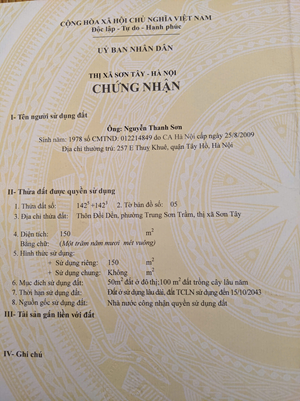 CỘNG HÒA XÃ HỘI CHỦ NGHĨA VIỆT NAM
Độc lập - Tự do - Hạnh phúc
UỶ BAN NHÂN DÂN
THỊ XÃ SƠN TÂY - HÀ NỘI
CHỨNG NHẬN
I- Tên người sử dụng đất
Ông: Nguyễn Thanh Sơn
Sinh năm: 1978 số CMTND: 012214849 do CA Hà Nội cấp ngày 25/8/2009
Địa chỉ thường trú: 257 E Thuỵ Khuê, quận Tây Hồ, Hà Nội
II- Thửa đất được quyền sử dụng
1. Thửa đất số: 142 +142 2. Tờ bản đồ số: 05
3. Địa chỉ thửa đất: Thôn Đồi Dền, phường Trung Sơn Trầm, thị xã Sơn Tây
4. Diện tích: 150 m²
Bằng chữ: (Một trăm năm mươi mét vuông)
5. Hình thức sử dụng:
+ Sử dụng riêng: 150 m²
+ Sử dụng chung: Không m²
6. Mục đích sử dụng đất: 50m² đất ở đô thị;100 m² đất trồng cây lâu năm
7. Thời hạn sử dụng đất: Đất ở sử dụng lâu dài, đất TCLN sử dụng đến 15/10/2043
8. Nguồn gốc sử dụng đất: Nhà nước công nhận quyền sử dụng đất
III- Tài sản gắn liền với đất
IV- Ghi chú